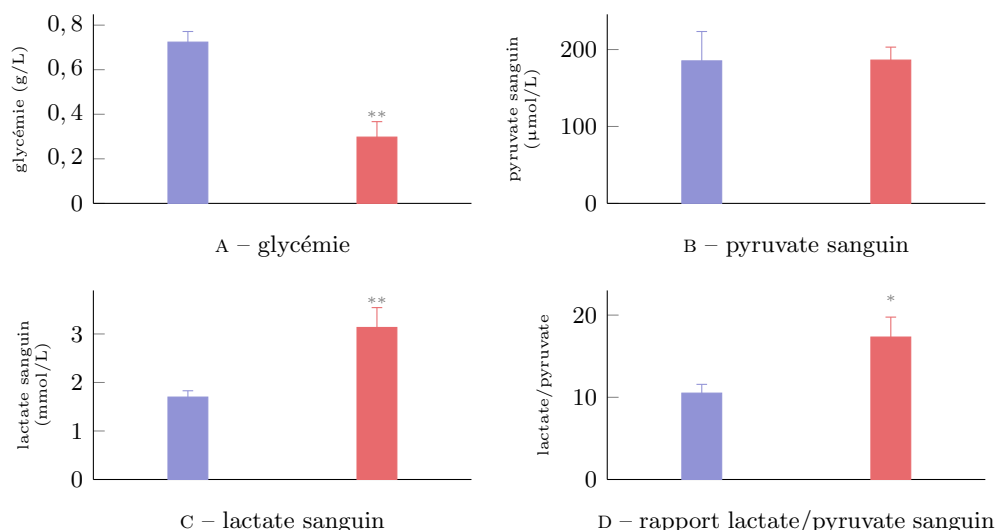 glycémie (g/L)
0,8
0,6
0,4
0,2
0
**
A – glycémie
pyruvate sanguin
(µmol/L)
200
100
0
B – pyruvate sanguin
lactate sanguin
(mmol/L)
3
2
1
0
**
C – lactate sanguin
lactate/pyruvate
20
10
0
*
D – rapport lactate/pyruvate sanguin